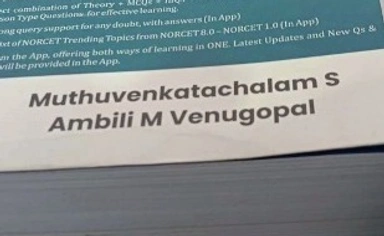 ect combination of Theory + MCQs +
son Type Questions for effective learning.
ong query support for any doubt, with answers (In App)
txt of NORCET Trending Topics from NORCET 8.0 – NORCET 1.0 (In App)
m the App, offering both ways of learning in ONE. Latest Updates and New Qs &
will be provided in the App.
Muthuvenkatachalam S
Ambili M Venugopal